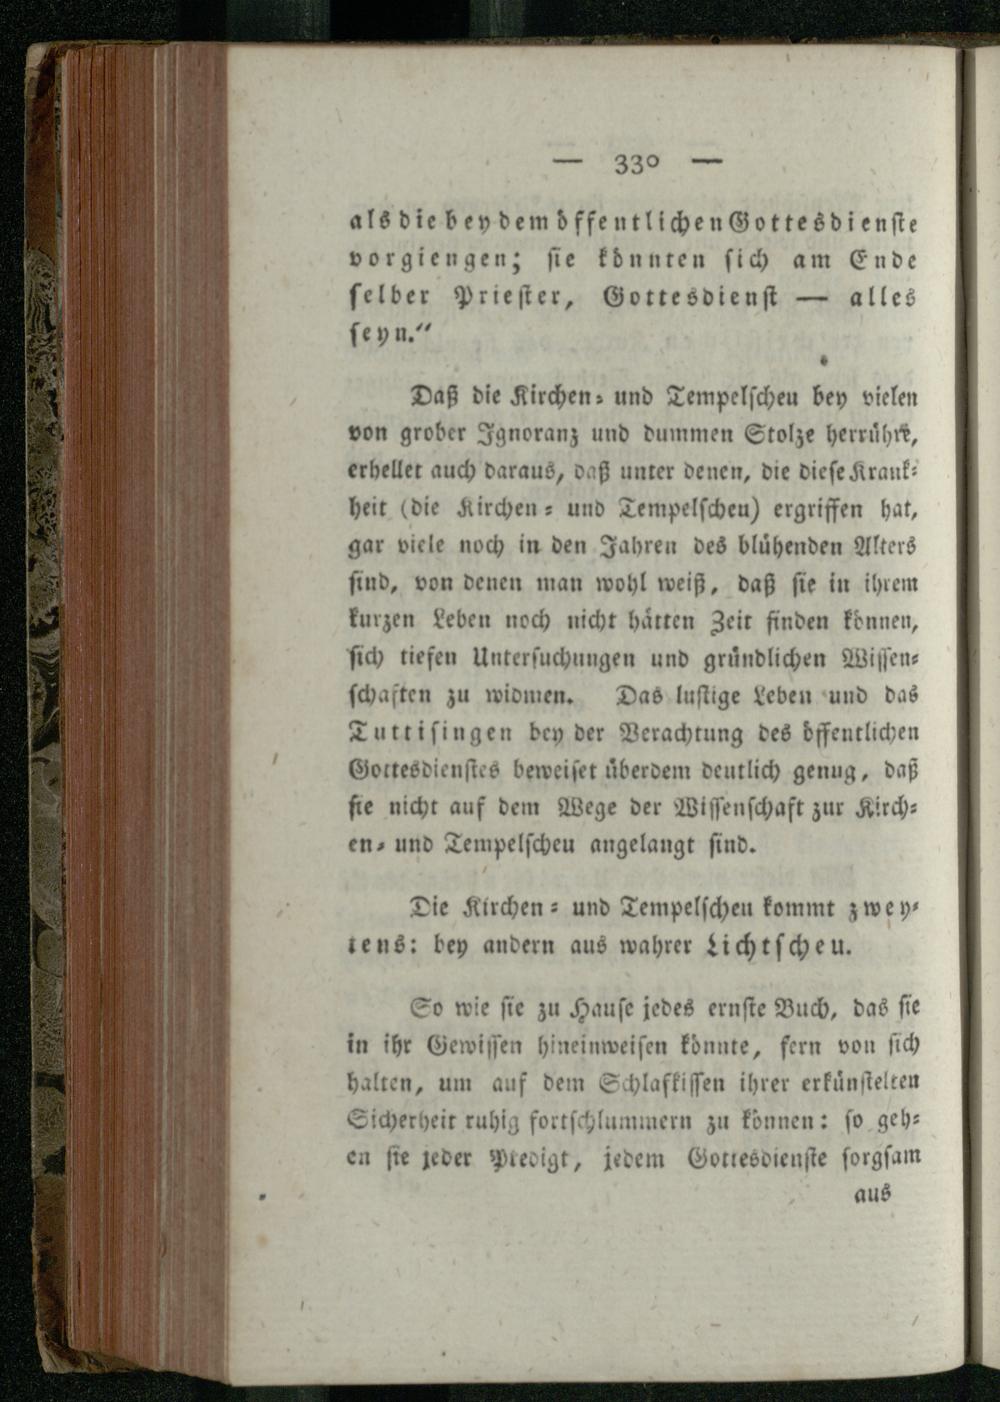 — 330 —
als die bey dem öffentlichen Gottesdienste
vorgiengen; sie könnten sich am Ende
selber Priester, Gottesdienst — alles
seyn.“
Daß die Kirchen- und Tempelscheu bey vielen
von grober Ignoranz und dummen Stolze herrühre,
erhellet auch daraus, daß unter denen, die diese Krank-
heit (die Kirchen- und Tempelscheu) ergriffen hat,
gar viele noch in den Jahren des blühenden Alters
sind, von denen man wohl weiß, daß sie in ihrem
kurzen Leben noch nicht hätten Zeit finden können,
sich tiefen Untersuchungen und gründlichen Wissen-
schaften zu widmen. Das lustige Leben und das
Tuttisingen bey der Verachtung des öffentlichen
Gottesdienstes beweiset überdem deutlich genug, daß
sie nicht auf dem Wege der Wissenschaft zur Kirch-
en- und Tempelscheu angelangt sind.
Die Kirchen- und Tempelscheu kommt zwey-
tens: bey andern aus wahrer Lichtscheu.
So wie sie zu Hause jedes ernste Buch, das sie
in ihr Gewissen hineinweisen könnte, fern von sich
halten, um auf dem Schlafkissen ihrer erkünstelten
Sicherheit ruhig fortschlummern zu können: so geh-
en sie jeder Predigt, jedem Gottesdienste sorgsam
aus